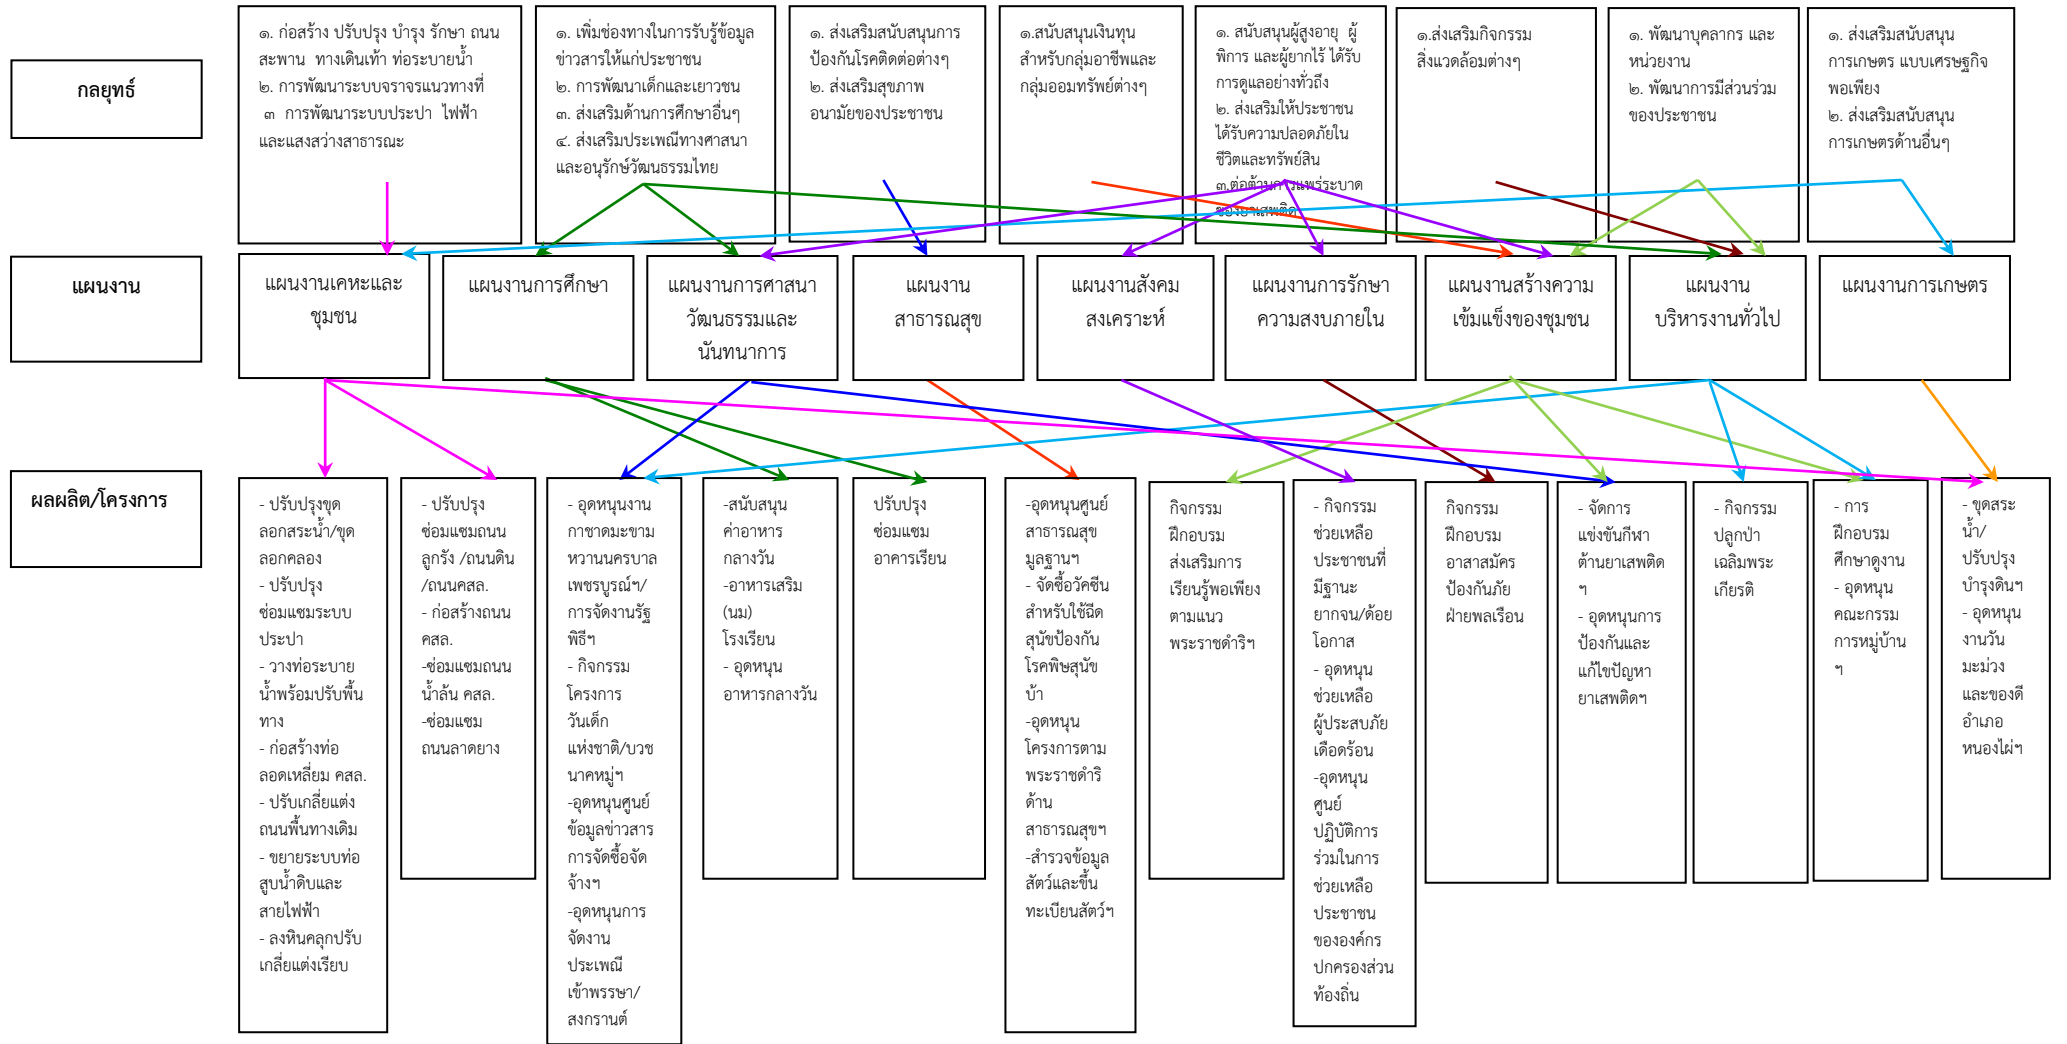 กลยุทธ์
๑. ก่อสร้าง ปรับปรุง บำรุง รักษา ถนน
สะพาน ทางเดินเท้า ท่อระบายน้ำ
๒. การพัฒนาระบบจราจรแนวทางที่
๓ การพัฒนาระบบประปา ไฟฟ้า
และแสงสว่างสาธารณะ
๑. เพิ่มช่องทางในการรับรู้ข้อมูล
ข่าวสารให้แก่ประชาชน
๒. การพัฒนาเด็กและเยาวชน
๓. ส่งเสริมด้านการศึกษาอื่นๆ
๔. ส่งเสริมประเพณีทางศาสนา
และอนุรักษ์วัฒนธรรมไทย
๑. ส่งเสริมสนับสนุนการ
ป้องกันโรคติดต่อต่างๆ
๒. ส่งเสริมสุขภาพ
อนามัยของประชาชน
๑.สนับสนุนเงินทุน
สำหรับกลุ่มอาชีพและ
กลุ่มออมทรัพย์ต่างๆ
๑. สนับสนุนผู้สูงอายุ ผู้
พิการ และผู้ยากไร้ ได้รับ
การดูแลอย่างทั่วถึง
๒. ส่งเสริมให้ประชาชน
ได้รับความปลอดภัยใน
ชีวิตและทรัพย์สิน
๓.ต่อต้านการแพร่ระบาด
ของยาเสพติด
๑.ส่งเสริมกิจกรรม
สิ่งแวดล้อมต่างๆ
๑. พัฒนาบุคลากร และ
หน่วยงาน
๒. พัฒนาการมีส่วนร่วม
ของประชาชน
๑. ส่งเสริมสนับสนุน
การเกษตร แบบเศรษฐกิจ
พอเพียง
๒. ส่งเสริมสนับสนุน
การเกษตรด้านอื่นๆ
แผนงาน
แผนงานเคหะและ
ชุมชน
แผนงานการศึกษา
แผนงานการศาสนา
วัฒนธรรมและ
นันทนาการ
แผนงาน
สาธารณสุข
แผนงานสังคม
สงเคราะห์
แผนงานการรักษา
ความสงบภายใน
แผนงานสร้างความ
เข้มแข็งของชุมชน
แผนงาน
บริหารงานทั่วไป
แผนงานการเกษตร
ผลผลิต/โครงการ
- ปรับปรุงขุด
ลอกสระน้ำ/ขุด
ลอกคลอง
- ปรับปรุง
ซ่อมแซมระบบ
ประปา
- วางท่อระบาย
น้ำพร้อมปรับพื้น
ทาง
- ก่อสร้างท่อ
ลอดเหลี่ยม คสล.
- ปรับเกลี่ยแต่ง
ถนนพื้นทางเดิม
- ขยายระบบท่อ
สูบน้ำดิบและ
สายไฟฟ้า
- ลงหินคลุกปรับ
เกลี่ยแต่งเรียบ
- ปรับปรุง
ซ่อมแซมถนน
ลูกรัง /ถนนดิน
/ถนนคสล.
- ก่อสร้างถนน
คสล.
-ซ่อมแซมถนน
น้ำล้น คสล.
-ซ่อมแซม
ถนนลาดยาง
- อุดหนุนงาน
กาชาดมะขาม
หวานนครบาล
เพชรบูรณ์ฯ/
การจัดงานรัฐ
พิธีฯ
- กิจกรรม
โครงการ
วันเด็ก
แห่งชาติ/บวช
นาคหมู่ฯ
-อุดหนุนศูนย์
ข้อมูลข่าวสาร
การจัดซื้อจัด
จ้างฯ
-อุดหนุนการ
จัดงาน
ประเพณี
เข้าพรรษา/
สงกรานต์
-สนับสนุน
ค่าอาหาร
กลางวัน
-อาหารเสริม
(นม)
โรงเรียน
- อุดหนุน
อาหารกลางวัน
ปรับปรุง
ซ่อมแซม
อาคารเรียน
-อุดหนุนศูนย์
สาธารณสุข
มูลฐานฯ
- จัดซื้อวัคซีน
สำหรับใช้ฉีด
สุนัขป้องกัน
โรคพิษสุนัข
บ้า
-อุดหนุน
โครงการตาม
พระราชดำริ
ด้าน
สาธารณสุขฯ
-สำรวจข้อมูล
สัตว์และขึ้น
ทะเบียนสัตว์ฯ
กิจกรรม
ฝึกอบรม
ส่งเสริมการ
เรียนรู้พอเพียง
ตามแนว
พระราชดำริฯ
- กิจกรรม
ช่วยเหลือ
ประชาชนที่
มีฐานะ
ยากจน/ด้อย
โอกาส
- อุดหนุน
ช่วยเหลือ
ผู้ประสบภัย
เดือดร้อน
-อุดหนุน
ศูนย์
ปฏิบัติการ
ร่วมในการ
ช่วยเหลือ
ประชาชน
ขององค์กร
ปกครองส่วน
ท้องถิ่น
กิจกรรม
ฝึกอบรม
อาสาสมัคร
ป้องกันภัย
ฝ่ายพลเรือน
- จัดการ
แข่งขันกีฬา
ต้านยาเสพติด
ฯ
- อุดหนุนการ
ป้องกันและ
แก้ไขปัญหา
ยาเสพติดฯ
- กิจกรรม
ปลูกป่า
เฉลิมพระ
เกียรติ
- การ
ฝึกอบรม
ศึกษาดูงาน
- อุดหนุน
คณะกรรม
การหมู่บ้าน
ฯ
- ขุดสระ
น้ำ/
ปรับปรุง
บำรุงดินฯ
- อุดหนุน
งานวัน
มะม่วง
และของดี
อำเภอ
หนองไผ่ฯ